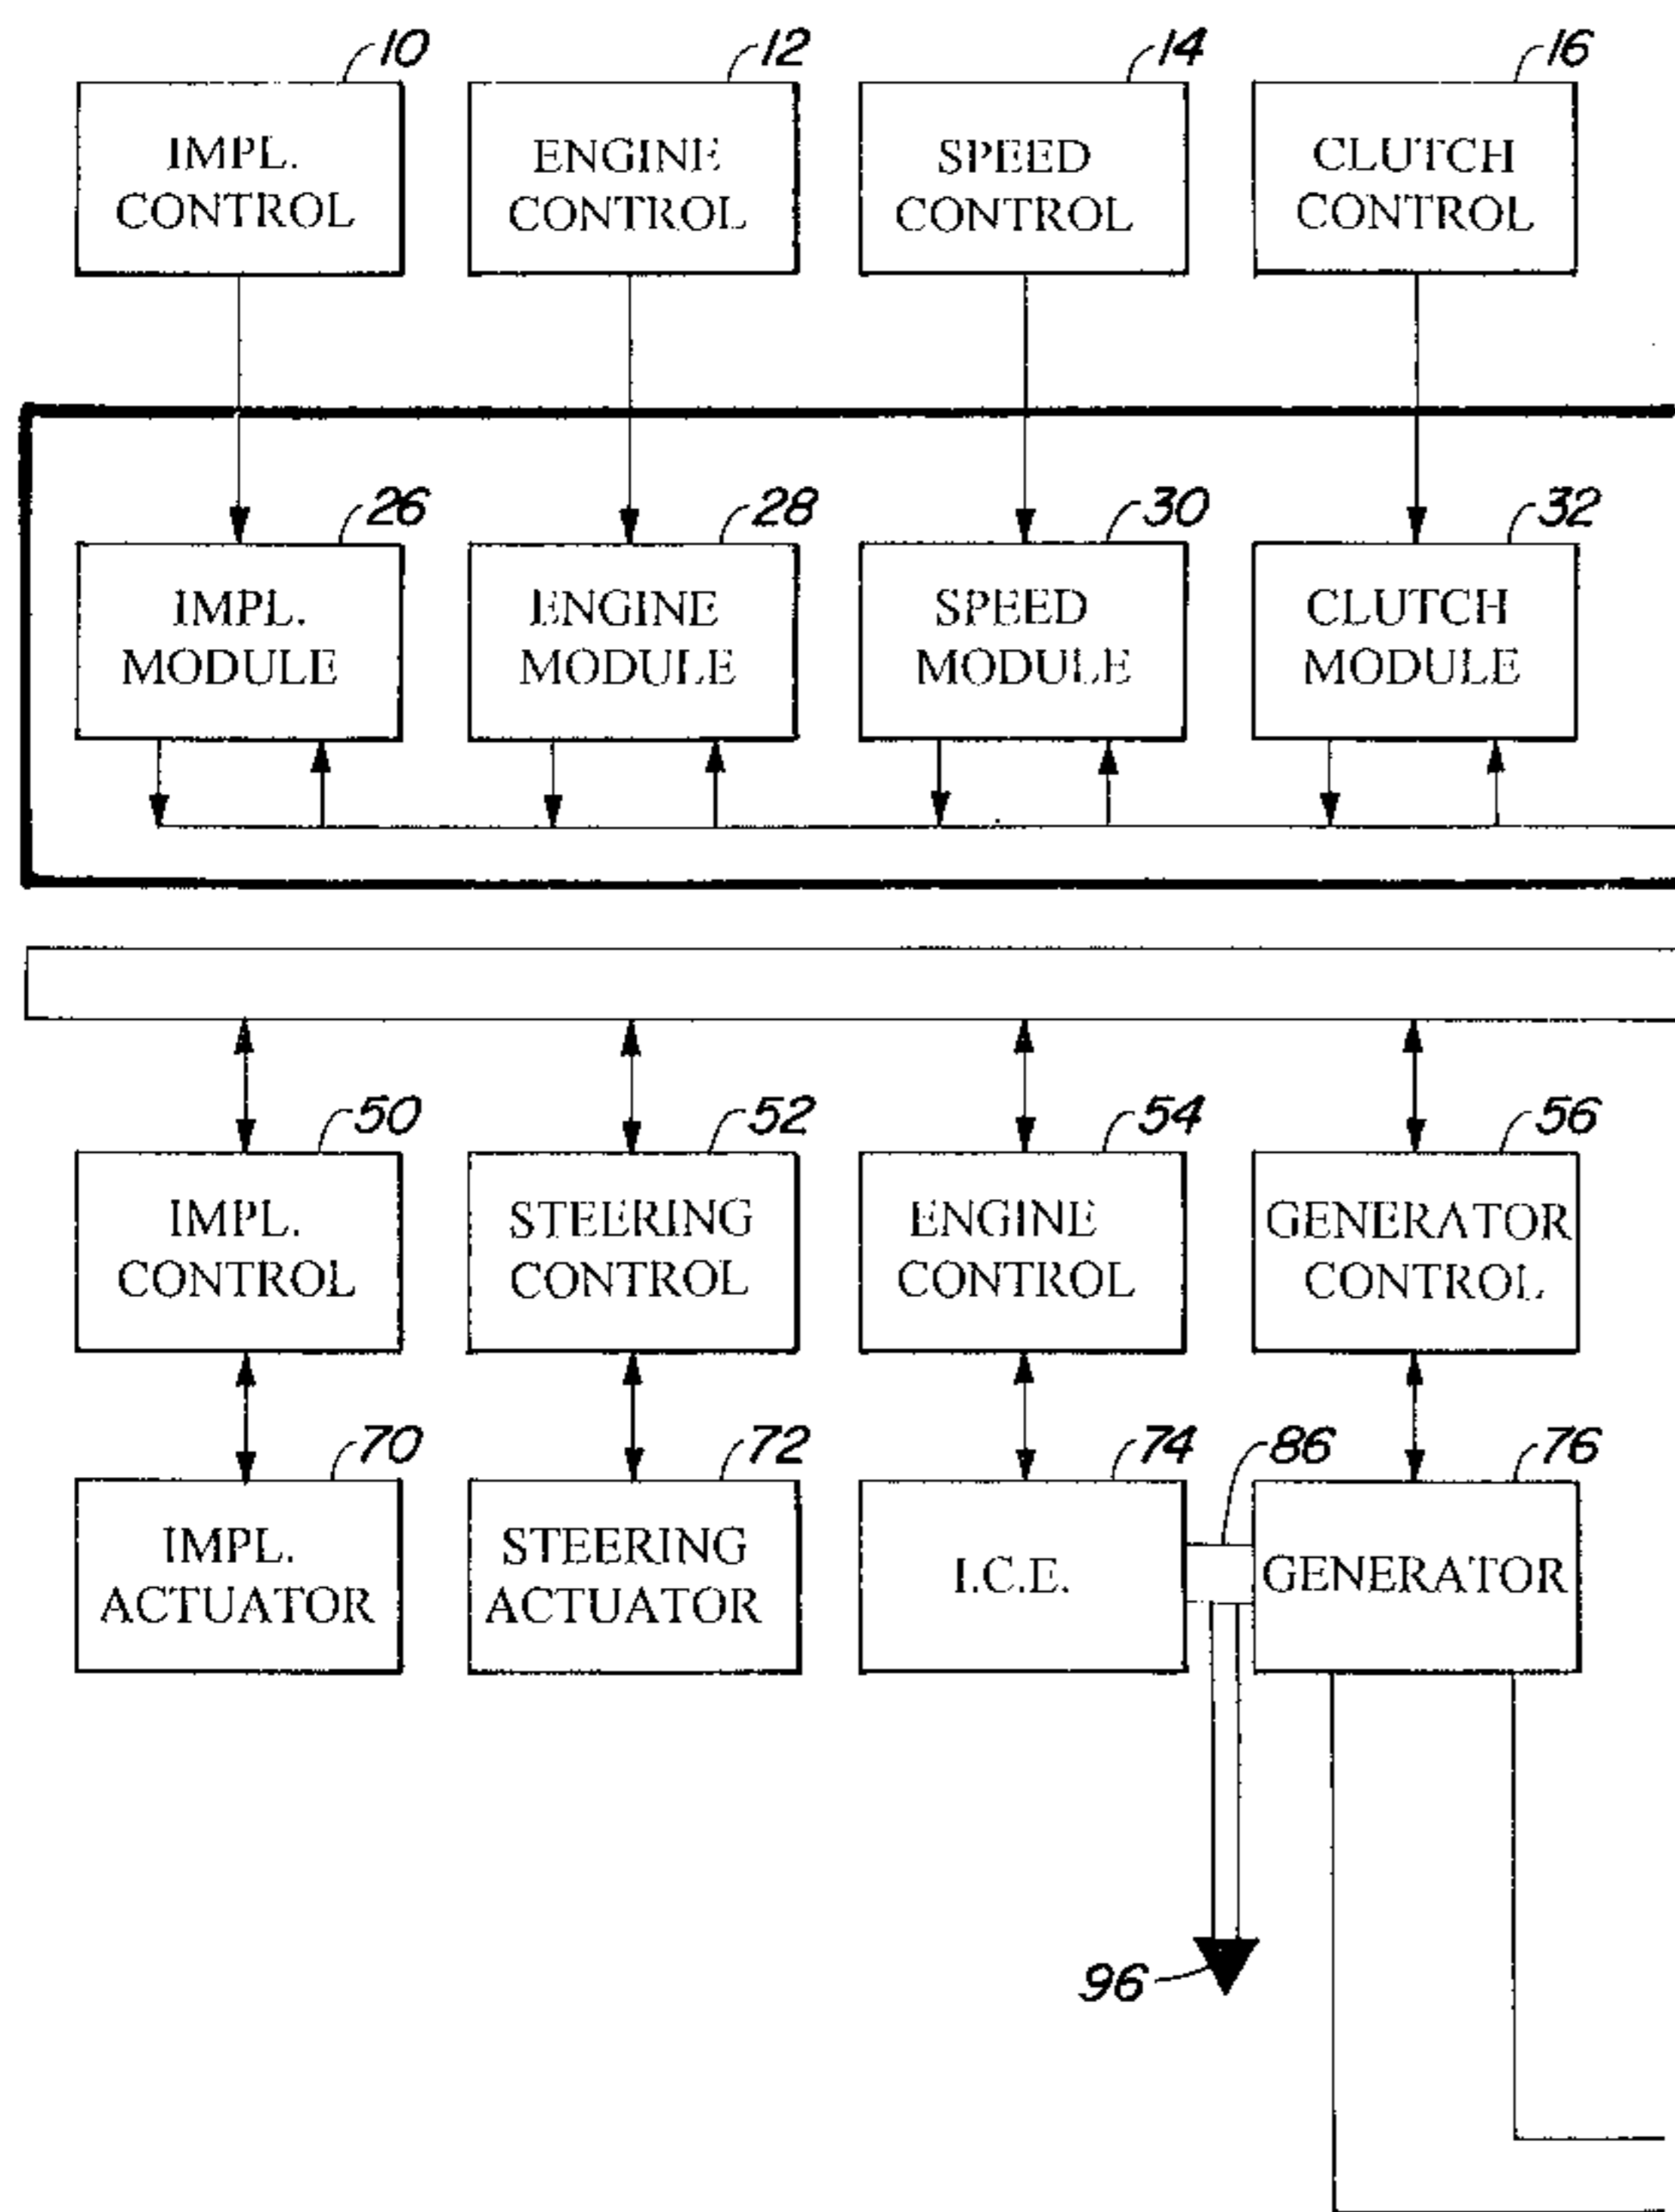 10
12
14
16
IMPL.
CONTROL
ENGINE
CONTROL
SPEED
CONTROL
CLUTCH
CONTROL
26
28
30
32
IMPL.
MODULE
ENGINE
MODULE
SPEED
MODULE
CLUTCH
MODULE
50
52
54
56
IMPL.
CONTROL
STEERING
CONTROL
ENGINE
CONTROL
GENERATOR
CONTROL
70
72
74
86
76
IMPL.
ACTUATOR
STEERING
ACTUATOR
I.C.E.
GENERATOR
96